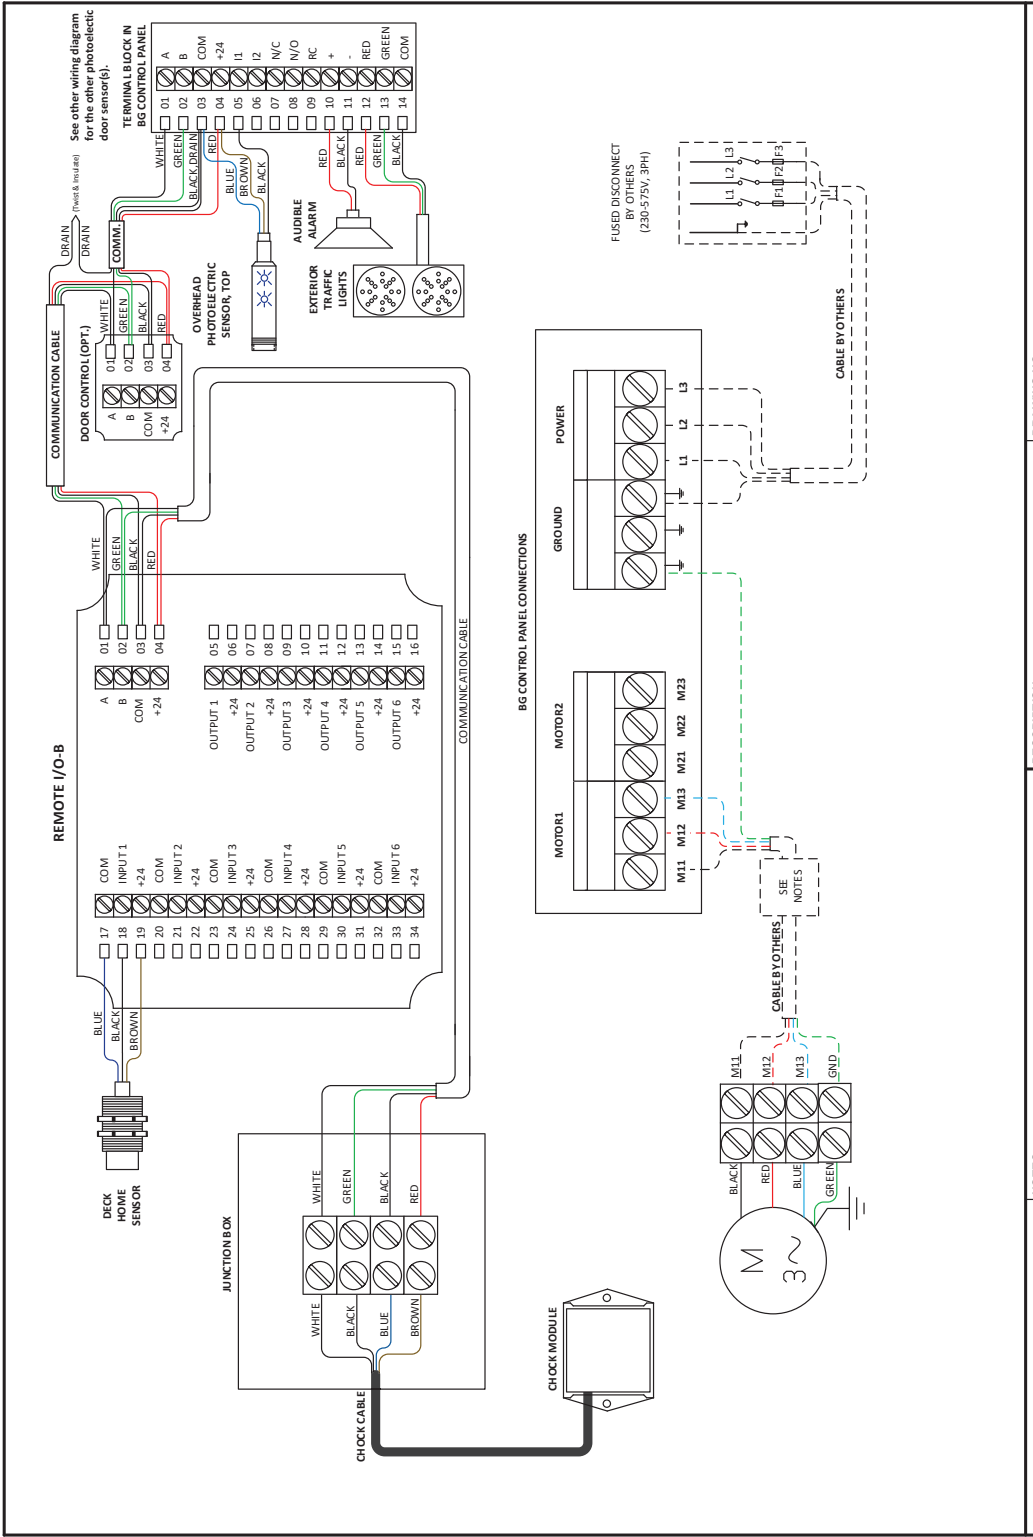 See other wiring diagram
for the other photoelectic
door sensor(s).
TERMINAL BLOCK IN
BG CONTROL PANEL
A
B
COM
+24
I1
I2
N/C
N/O
RC
+
-
RED
GREEN
COM
01
02
03
04
05
06
07
08
09
10
11
12
13
14
WHITE
GREEN
BLACK,DRAIN
RED
BLUE
BROWN
BLACK
RED
BLACK
RED
GREEN
BLACK
DRAIN
(Twist & Insulate)
DRAIN
COMM.
OVERHEAD
PHOTOELECTRIC
SENSOR, TOP
AUDIBLE
ALARM
EXTERIOR
TRAFFIC
LIGHTS
COMMUNICATION CABLE
DOOR CONTROL (OPT.)
WHITE
GREEN
BLACK
RED
01
02
03
04
A
B
COM
+24
WHITE
GREEN
BLACK
RED
REMOTE I/O-B
01
02
03
04
A
B
COM
+24
05
06
07
08
09
10
11
12
13
14
15
16
OUTPUT 1
+24
OUTPUT 2
+24
OUTPUT 3
+24
OUTPUT 4
+24
OUTPUT 5
+24
OUTPUT 6
+24
COM
INPUT 1
+24
COM
INPUT 2
+24
COM
INPUT 3
+24
COM
INPUT 4
+24
COM
INPUT 5
+24
COM
INPUT 6
+24
17
18
19
20
21
22
23
24
25
26
27
28
29
30
31
32
33
34
BLUE
BLACK
BROWN
DECK
HOME
SENSOR
COMMUNICATION CABLE
JUNCTION BOX
WHITE
GREEN
BLACK
RED
WHITE
BLACK
BLUE
BROWN
CHOCK CABLE
CHOCK MODULE
FUSED DISCONNECT
BY OTHERS
(230-575V, 3PH)
L1
L2
L3
F1
F2
F3
CABLE BY OTHERS
BG CONTROL PANEL CONNECTIONS
POWER
GROUND
MOTOR2
MOTOR1
L3
L2
L1
M23
M22
M21
M13
M12
M11
SEE
NOTES
CABLE BY OTHERS
M11
M12
M13
GND
BLACK
RED
BLUE
GREEN
M
3~